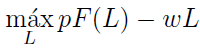 máx pF(L) − wL
L